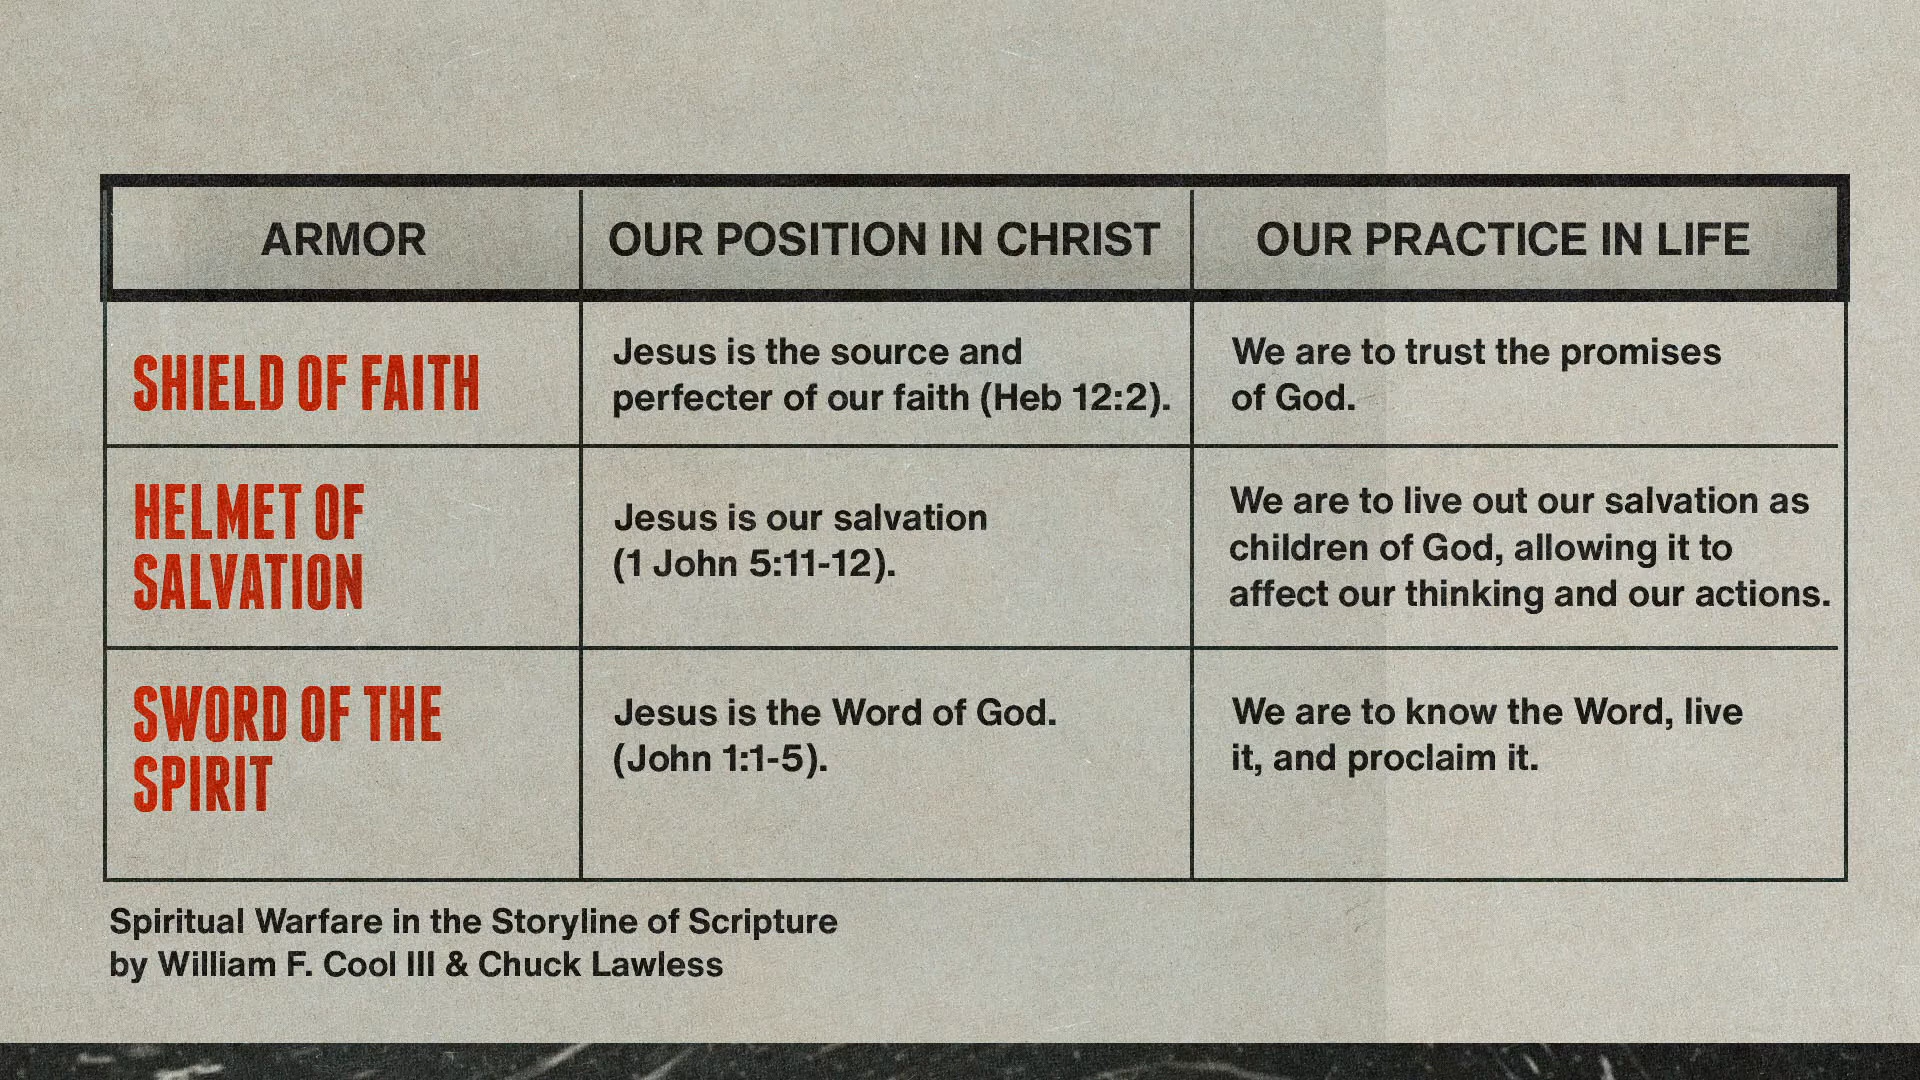 ARMOR
OUR POSITION IN CHRIST
OUR PRACTICE IN LIFE
SHIELD OF FAITH
Jesus is the source and
perfecter of our faith (Heb 12:2).
We are to trust the promises
of God.
HELMET OF
SALVATION
Jesus is our salvation
(1 John 5:11-12).
We are to live out our salvation as
children of God, allowing it to
affect our thinking and our actions.
SWORD OF THE
SPIRIT
Jesus is the Word of God.
(John 1:1-5).
We are to know the Word, live
it, and proclaim it.
Spiritual Warfare in the Storyline of Scripture
by William F. Cool III & Chuck Lawless